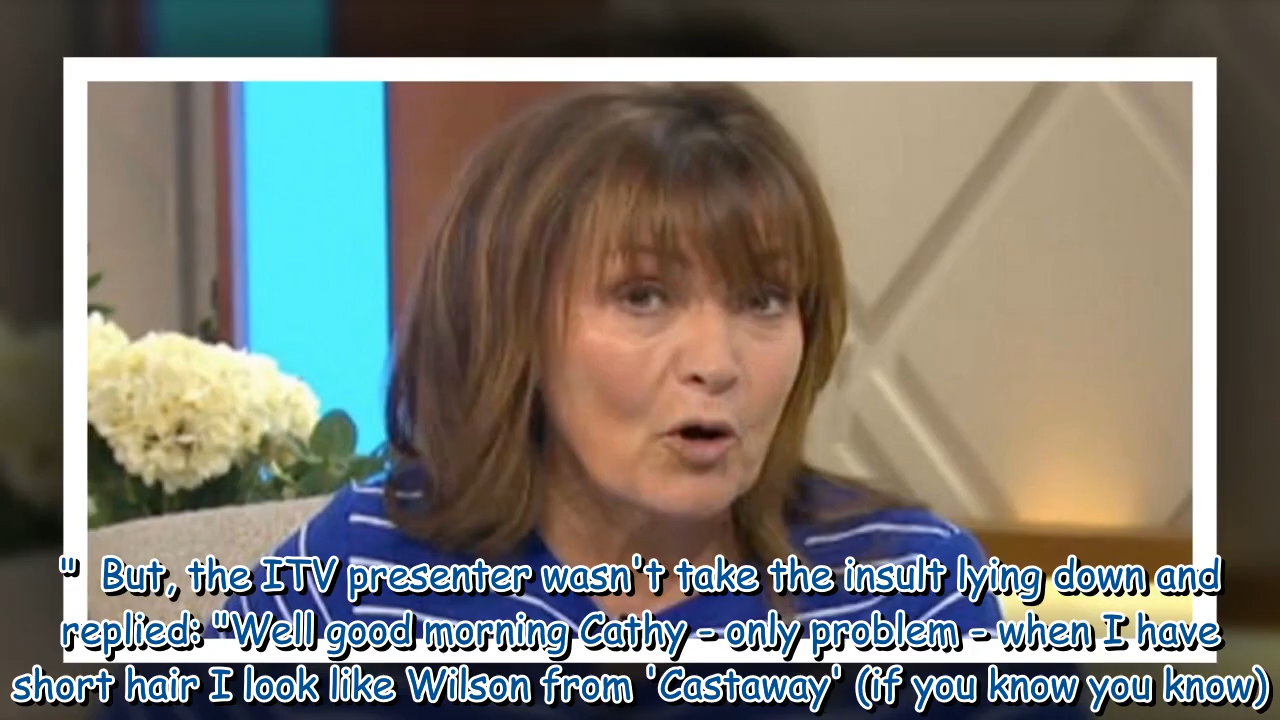 "  But, the ITV presenter wasn't take the insult lying down and
replied: "Well good morning Cathy - only problem - when I have
short hair I look like Wilson from 'Castaway' (if you know you know)